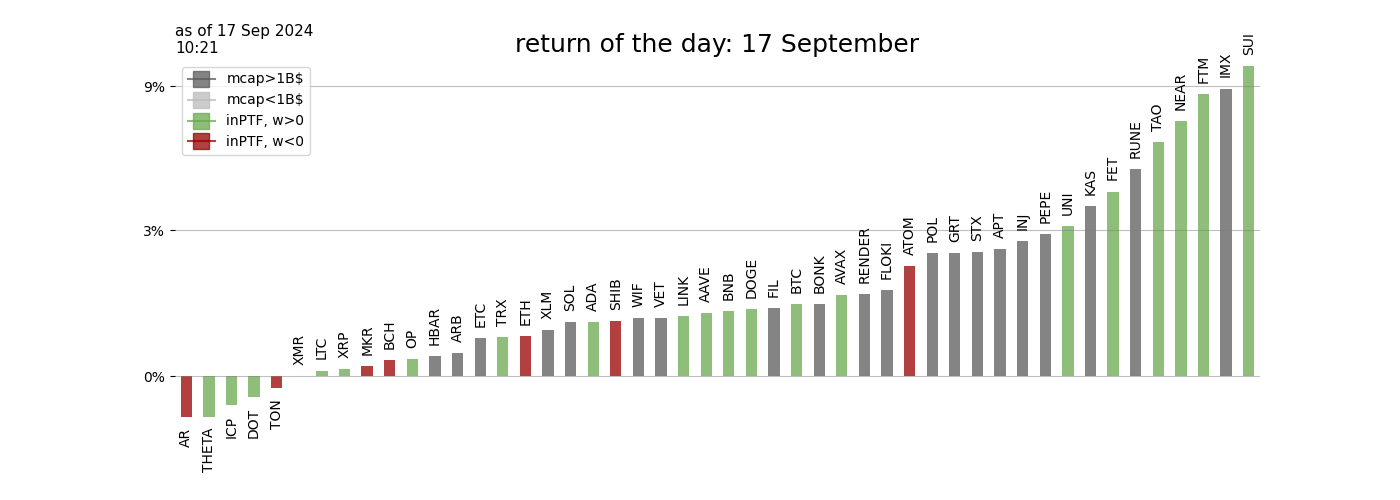 as of 17 Sep 2024
10:21
return of the day: 17 September
mcap>1B$
mcap<1B$
inPTF, w>0
inPTF, w<0
9%
3%
0%
AR
THETA
ICP
DOT
TON
XMR
LTC
XRP
MKR
BCH
OP
HBAR
ARB
ETC
TRX
ETH
XLM
SOL
ADA
SHIB
WIF
VET
LINK
AAVE
BNB
DOGE
FIL
BTC
BONK
AVAX
RENDER
FLOKI
ATOM
POL
GRT
STX
APT
INJ
PEPE
UNI
KAS
FET
RUNE
TAO
NEAR
FTM
IMX
SUI